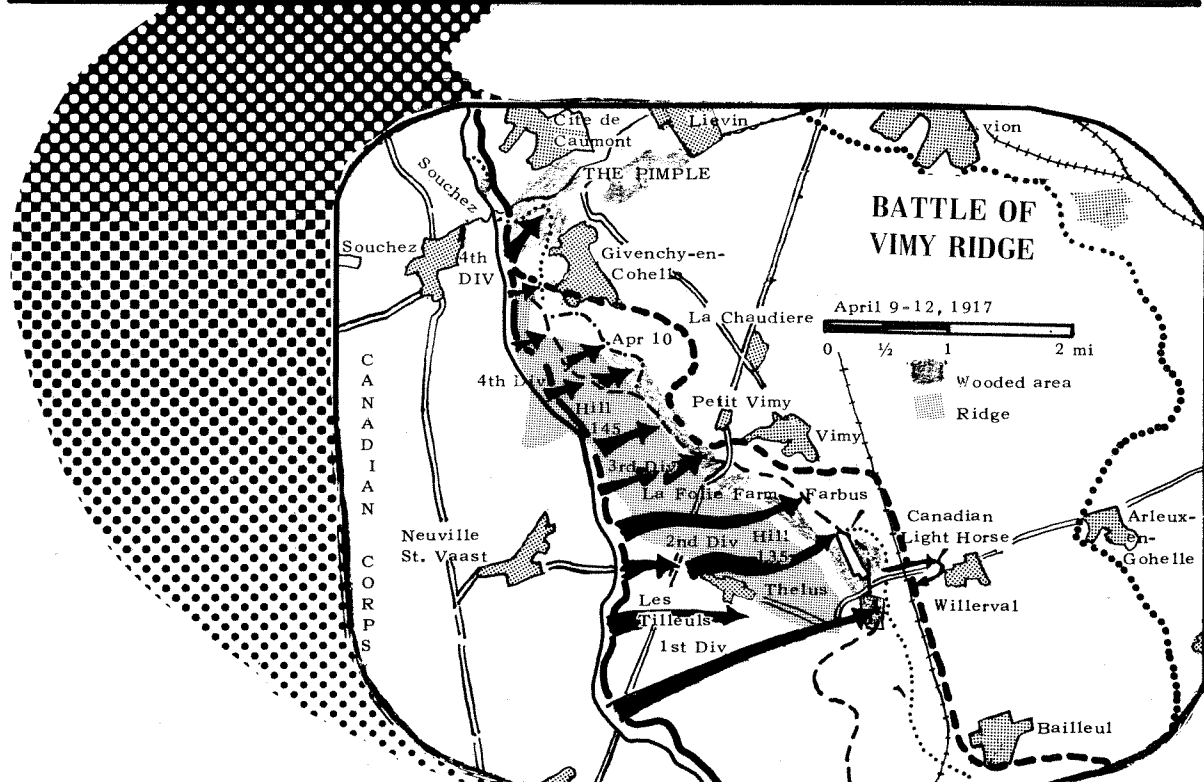 Cite de
Caumont
Lievin
vion
Souchez
THE PIMPLE
BATTLE OF
VIMY RIDGE
Souchez
4th
DIV
Givenchy-en-
Cohelle
April 9-12, 1917
La Chaudiere
0 ½ 1 2 mi
Apr 10
Wooded area
Ridge
4th Div
Hill
145
Petit Vimy
Vimy
3rd Div
La Folie Farm
Farbus
CANADIAN CORPS
Neuville
St. Vaast
2nd Div
Hill
135
Canadian
Light Horse
Arleux-
en-
Gohelle
Thelus
Willerval
Les
Tilleuls
1st Div
Bailleul